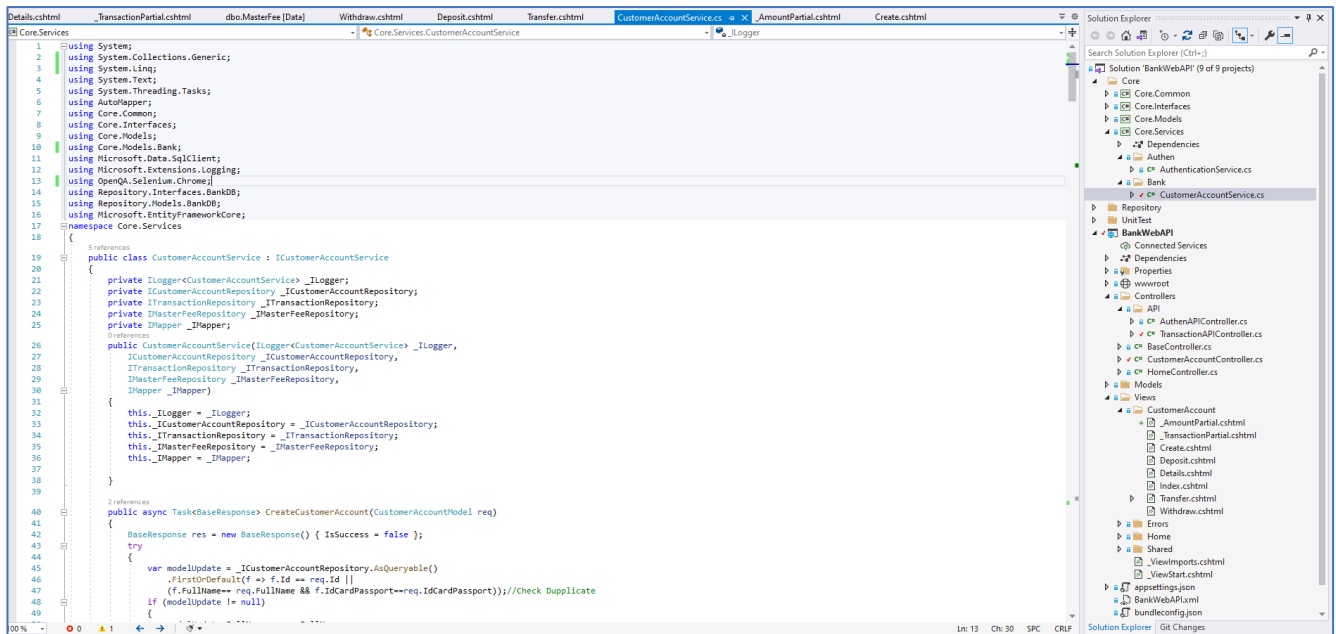 Details.cshtml _TransactionPartial.cshtml dbo.MasterFee [Data] Withdraw.cshtml Deposit.cshtml Transfer.cshtml CustomerAccountService.cs _AmountPartial.cshtml Create.cshtml
Core.Services Core.Services.CustomerAccountService _ILogger
1 using System;
2 using System.Collections.Generic;
3 using System.Linq;
4 using System.Text;
5 using System.Threading.Tasks;
6 using AutoMapper;
7 using Core.Common;
8 using Core.Interfaces;
9 using Core.Models;
10 using Core.Models.Bank;
11 using Microsoft.Data.SqlClient;
12 using Microsoft.Extensions.Logging;
13 using OpenQA.Selenium.Chrome;
14 using Repository.Interfaces.BankDB;
15 using Repository.Models.BankDB;
16 using Microsoft.EntityFrameworkCore;
17 namespace Core.Services
18 {
5 references
19 public class CustomerAccountService : ICustomerAccountService
20 {
21 private ILogger<CustomerAccountService> _ILogger;
22 private ICustomerAccountRepository _ICustomerAccountRepository;
23 private ITransactionRepository _ITransactionRepository;
24 private IMasterFeeRepository _IMasterFeeRepository;
25 private IMapper _IMapper;
0 references
26 public CustomerAccountService(ILogger<CustomerAccountService> _ILogger,
27 ICustomerAccountRepository _ICustomerAccountRepository,
28 ITransactionRepository _ITransactionRepository,
29 IMasterFeeRepository _IMasterFeeRepository,
30 IMapper _IMapper)
31 {
32 this._ILogger = _ILogger;
33 this._ICustomerAccountRepository = _ICustomerAccountRepository;
34 this._ITransactionRepository = _ITransactionRepository;
35 this._IMasterFeeRepository = _IMasterFeeRepository;
36 this._IMapper = _IMapper;
37
38 }
39
2 references
40 public async Task<BaseResponse> CreateCustomerAccount(CustomerAccountModel req)
41 {
42 BaseResponse res = new BaseResponse() { IsSuccess = false };
43 try
44 {
45 var modelUpdate = _ICustomerAccountRepository.AsQueryable()
46 .FirstOrDefault(f => f.Id == req.Id ||
47 (f.FullName== req.FullName && f.IdCardPassport==req.IdCardPassport));//Check Dupplicate
48 if (modelUpdate != null)
49 {
00 % 0 1 Ln: 13 Ch: 30 SPC CRLF
Solution Explorer
Search Solution Explorer (Ctrl+;)
Solution 'BankWebAPI' (9 of 9 projects)
Core
Core.Common
Core.Interfaces
Core.Models
Core.Services
Dependencies
Authen
AuthenticationService.cs
Bank
CustomerAccountService.cs
Repository
UnitTest
BankWebAPI
Connected Services
Dependencies
Properties
wwwroot
Controllers
API
AuthenAPIController.cs
TransactionAPIController.cs
BaseController.cs
CustomerAccountController.cs
HomeController.cs
Models
Views
CustomerAccount
_AmountPartial.cshtml
_TransactionPartial.cshtml
Create.cshtml
Deposit.cshtml
Details.cshtml
Index.cshtml
Transfer.cshtml
Withdraw.cshtml
Errors
Home
Shared
_ViewImports.cshtml
_ViewStart.cshtml
appsettings.json
BankWebAPI.xml
bundleconfig.json
Solution Explorer Git Changes